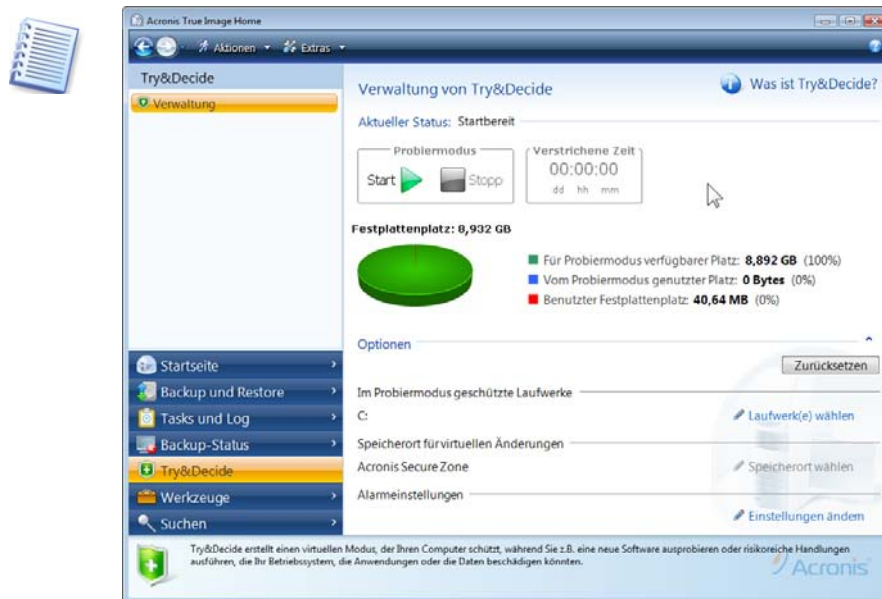 Acronis True Image Home
Aktionen Extras
Try&Decide
Verwaltung
Verwaltung von Try&Decide
Was ist Try&Decide?
Aktueller Status: Startbereit
Probiermodus
Start Stopp
Verstrichene Zeit
00:00:00
dd hh mm
Festplattenplatz: 8,932 GB
Für Probiermodus verfügbarer Platz: 8,892 GB (100%)
Vom Probiermodus genutzter Platz: 0 Bytes (0%)
Benutzter Festplattenplatz: 40,64 MB (0%)
Optionen
Zurücksetzen
Im Probiermodus geschützte Laufwerke
C: Laufwerk(e) wählen
Speicherort für virtuellen Änderungen
Acronis Secure Zone Speicherort wählen
Alarmeinstellungen
Einstellungen ändern
Startseite
Backup und Restore
Tasks und Log
Backup-Status
Try&Decide
Werkzeuge
Suchen
Try&Decide erstellt einen virtuellen Modus, der Ihren Computer schützt, während Sie z.B. eine neue Software ausprobieren oder risikoreiche Handlungen
ausführen, die Ihr Betriebssystem, die Anwendungen oder die Daten beschädigen könnten.
Acronis